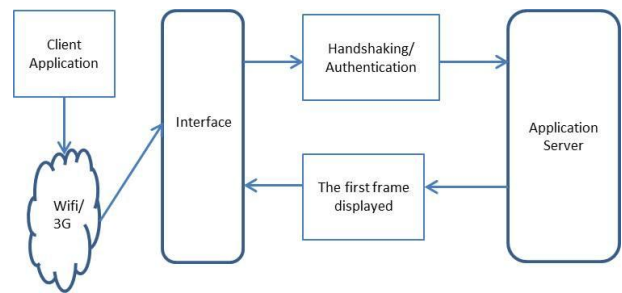 Client
Application
Wifi/
3G
Interface
Handshaking/
Authentication
The first frame
displayed
Application
Server